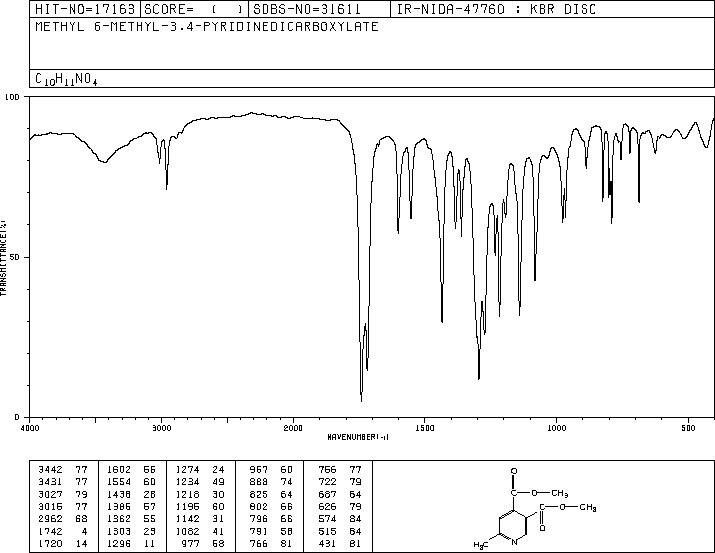 HIT-NO=17163 SCORE= ( ) SDBS-NO=31611 IR-NIDA-47760 : KBR DISC
METHYL 6-METHYL-3.4-PYRIDINEDICARBOXYLATE
C10H11NO4
100
50
0
TRANSMITTANCE(%)
4000 3000 2000 1500 1000 500
WAVENUMBER(-1)
3442 77 1602 56 1274 24 967 60 756 77
3431 77 1554 60 1234 49 888 74 722 79
3027 79 1438 28 1218 30 825 64 687 64
3016 77 1386 57 1195 60 802 66 626 79
2962 68 1362 55 1142 31 796 66 574 84
1742 4 1303 29 1082 41 791 58 515 84
1720 14 1296 11 977 58 766 81 431 81
O
C—O—CH3
C—O—CH3
O
H3C
N